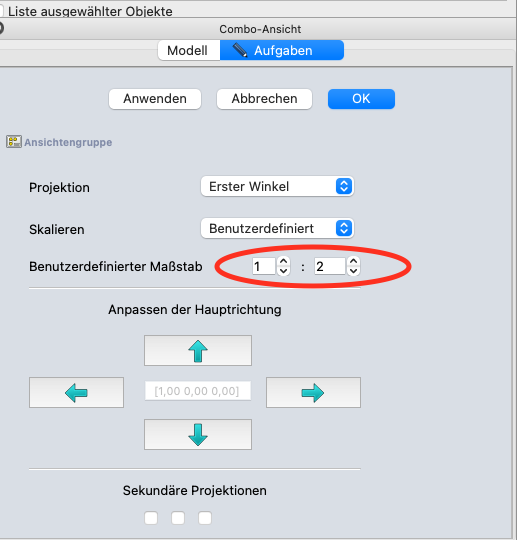 Liste ausgewählter Objekte
Combo-Ansicht
Modell Aufgaben
Anwenden Abbrechen OK
Ansichtengruppe
Projektion Erster Winkel
Skalieren Benutzerdefiniert
Benutzerdefinierter Maßstab 1 : 2
Anpassen der Hauptrichtung
[1,00 0,00 0,00]
Sekundäre Projektionen